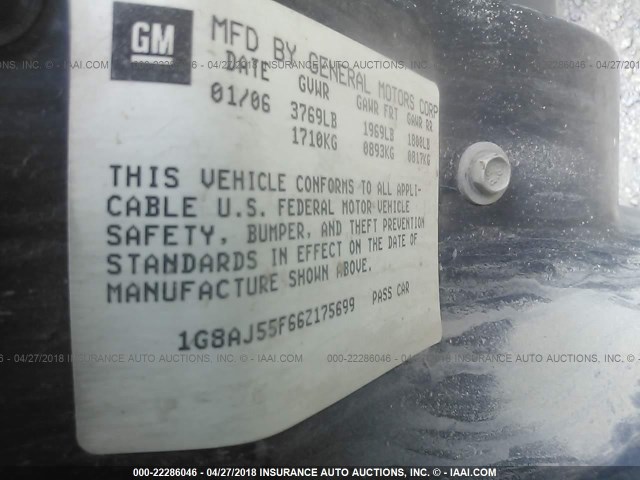 GM
MFD BY GENERAL MOTORS CORP
DATE GVWR GAWR FRT GAWR RR
01/06 3769LB 1969LB 1800LB
1710KG 0893KG 0817KG
THIS VEHICLE CONFORMS TO ALL APPLI-
CABLE U.S. FEDERAL MOTOR VEHICLE
SAFETY, BUMPER, AND THEFT PREVENTION
STANDARDS IN EFFECT ON THE DATE OF
MANUFACTURE SHOWN ABOVE.
1G8AJ55F66Z175699 PASS CAR
000-22286046 - 04/27/2018 INSURANCE AUTO AUCTIONS, INC. - IAAI.COM